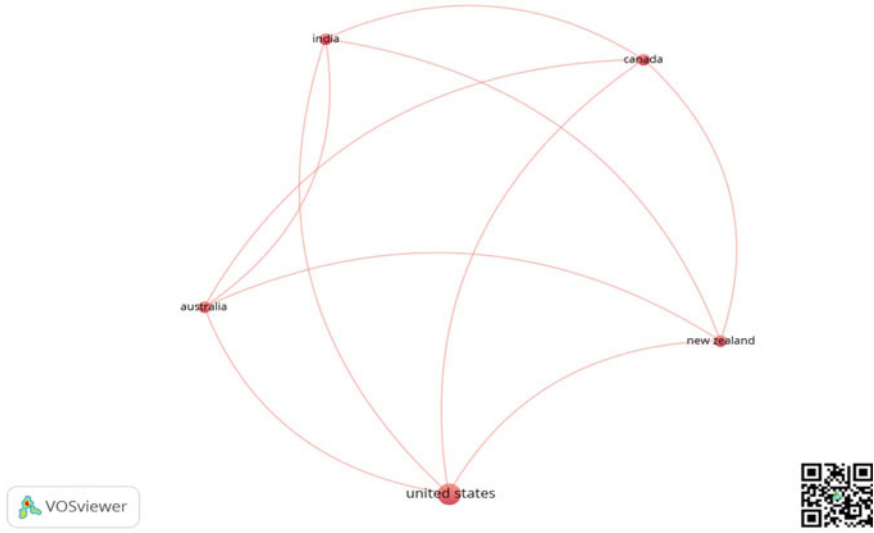 india
canada
australia
new zealand
united states
VOSviewer